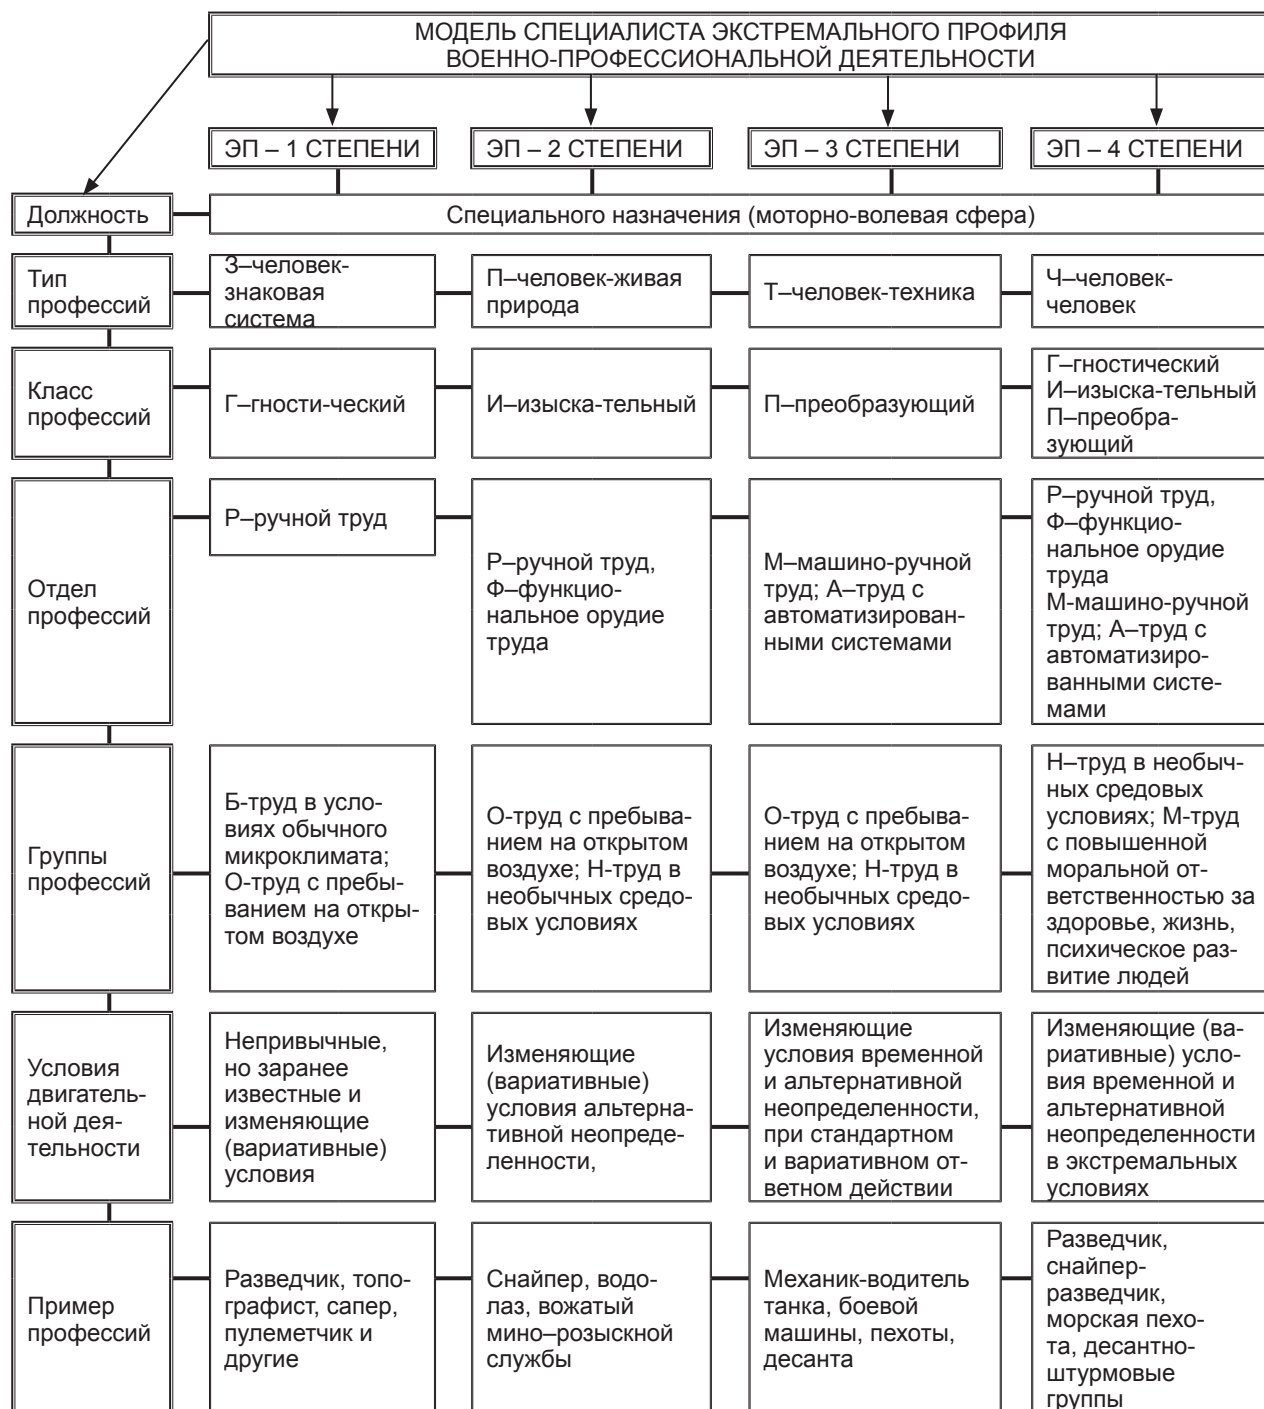 МОДЕЛЬ СПЕЦИАЛИСТА ЭКСТРЕМАЛЬНОГО ПРОФИЛЯ
ВОЕННО-ПРОФЕССИОНАЛЬНОЙ ДЕЯТЕЛЬНОСТИ
ЭП – 1 СТЕПЕНИ
ЭП – 2 СТЕПЕНИ
ЭП – 3 СТЕПЕНИ
ЭП – 4 СТЕПЕНИ
Должность
Специального назначения (моторно-волевая сфера)
Тип
профессий
З–человек-
знаковая
система
П–человек-живая
природа
Т–человек-техника
Ч–человек-
человек
Класс
профессий
Г–гности-ческий
И–изыска-тельный
П–преобразующий
Г–гностический
И–изыска-тельный
П–преобра-
зующий
Отдел
профессий
Р–ручной труд
Р–ручной труд,
Ф–функцио-
нальное орудие
труда
М–машино-ручной
труд; А–труд с
автоматизирован-
ными системами
Р–ручной труд,
Ф–функцио-
нальное орудие
труда
М-машино-ручной
труд; А–труд с
автоматизиро-
ванными систе-
мами
Группы
профессий
Б-труд в усло-
виях обычного
микроклимата;
О-труд с пребы-
ванием на откры-
том воздухе
О-труд с пребыва-
нием на открытом
воздухе; Н-труд в
необычных средо-
вых условиях
О-труд с пребыва-
нием на открытом
воздухе; Н-труд в
необычных средо-
вых условиях
Н–труд в необыч-
ных средовых
условиях; М-труд
с повышенной
моральной от-
ветственностью за
здоровье, жизнь,
психическое раз-
витие людей
Условия
двигатель-
ной дея-
тельности
Непривычные,
но заранее
известные и
изменяющие
(вариативные)
условия
Изменяющие
(вариативные)
условия альтерна-
тивной неопреде-
ленности,
Изменяющие
условия временной
и альтернативной
неопределенности,
при стандартном
и вариативном от-
ветном действии
Изменяющие (ва-
риативные) усло-
вия временной и
альтернативной
неопределенности
в экстремальных
условиях
Пример
профессий
Разведчик, топо-
графист, сапер,
пулеметчик и
другие
Снайпер, водо-
лаз, вожатый
мино–розыскной
службы
Механик-водитель
танка, боевой
машины, пехоты,
десанта
Разведчик,
снайпер-
разведчик,
морская пехо-
та, десантно-
штурмовые
группы